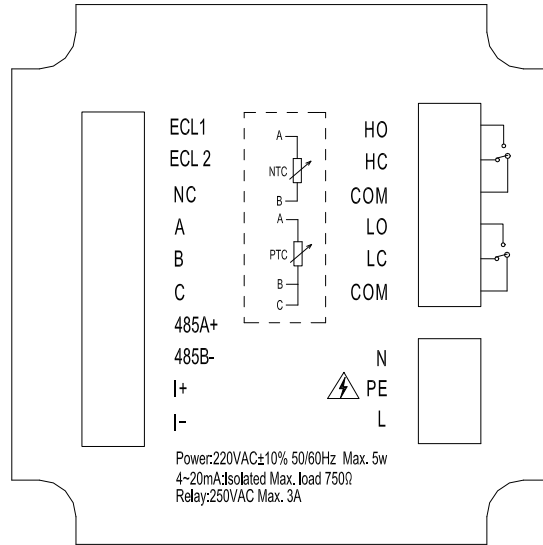 ECL1
ECL 2
NC
A
B
C
485A+
485B-
I+
I-
A
NTC
B
A
PTC
B
C
HO
HC
COM
LO
LC
COM
N
PE
L
Power:220VAC±10% 50/60Hz Max. 5w
4~20mA:Isolated Max. load 750Ω
Relay:250VAC Max. 3A